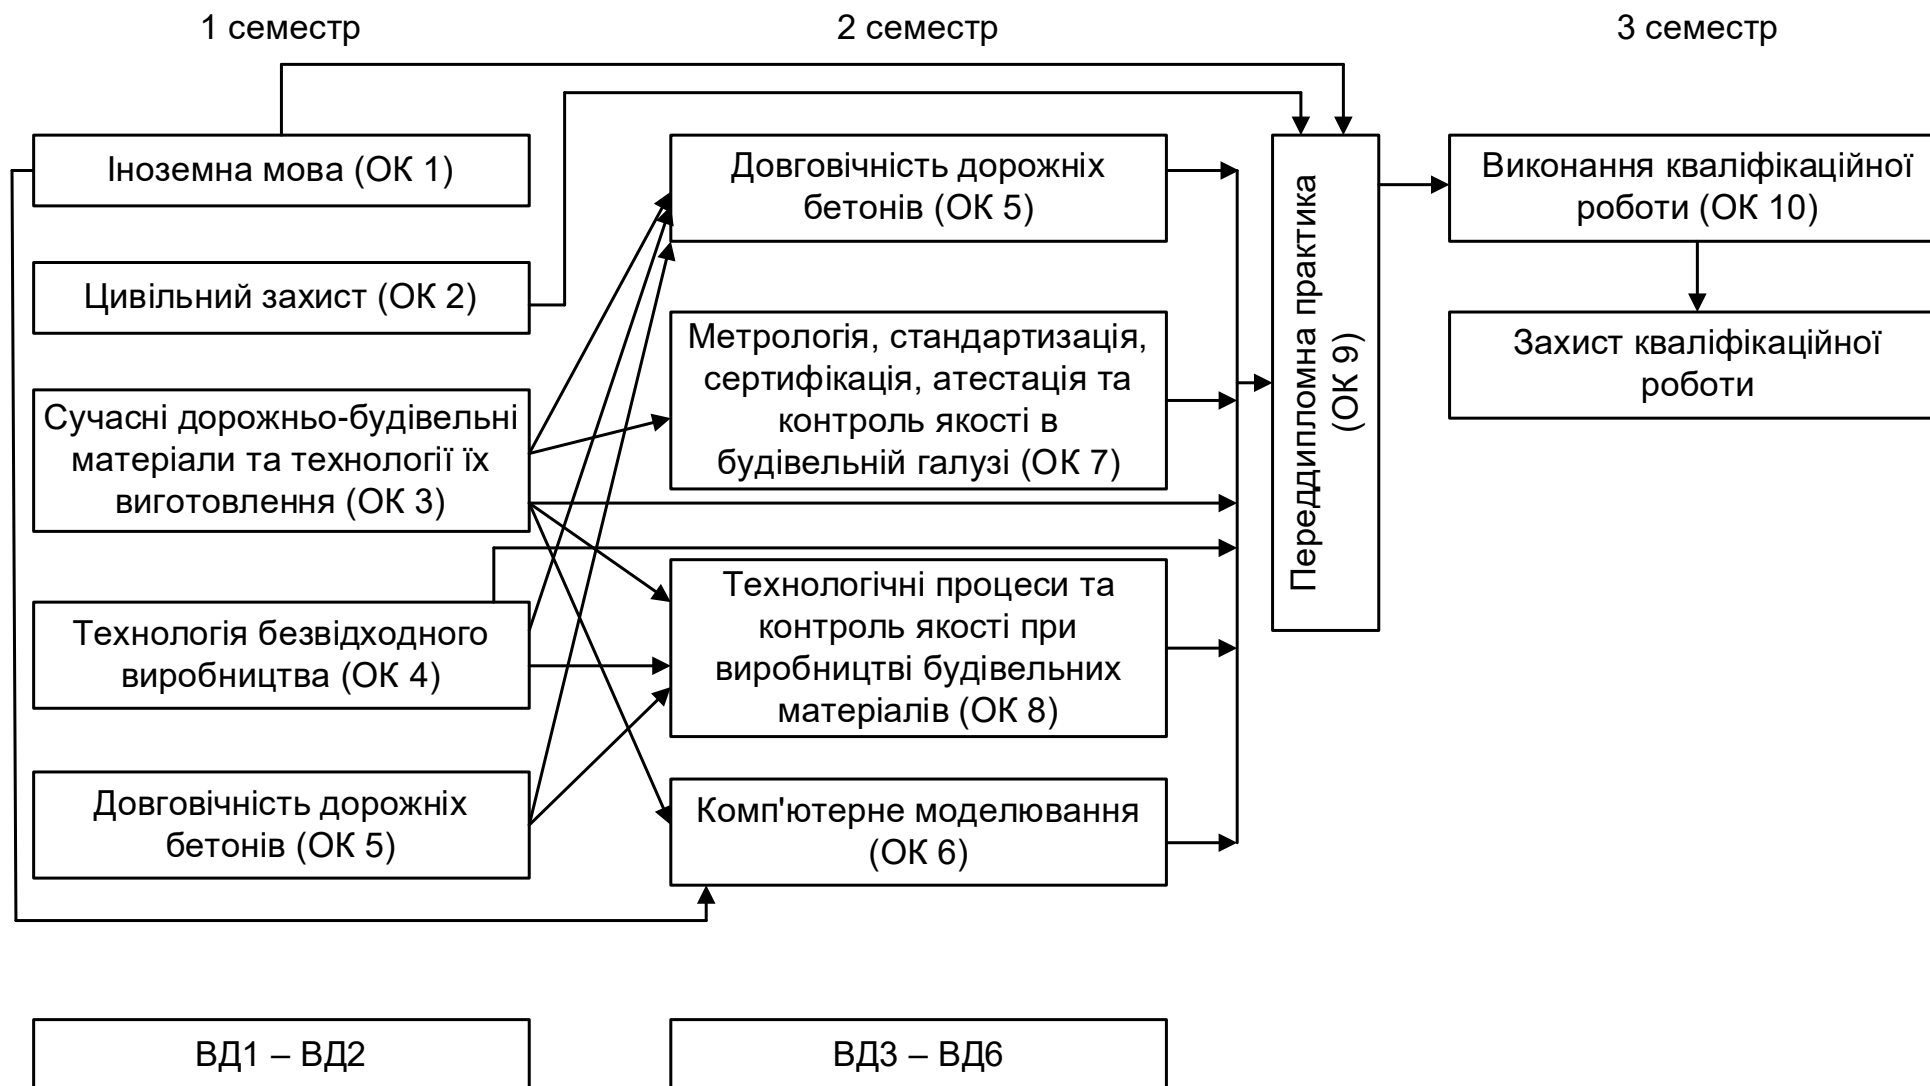 1 семестр
2 семестр
3 семестр
Іноземна мова (ОК 1)
Цивільний захист (ОК 2)
Сучасні дорожньо-будівельні
матеріали та технології їх
виготовлення (ОК 3)
Технологія безвідходного
виробництва (ОК 4)
Довговічність дорожніх
бетонів (ОК 5)
Довговічність дорожніх
бетонів (ОК 5)
Метрологія, стандартизація,
сертифікація, атестація та
контроль якості в
будівельній галузі (ОК 7)
Технологічні процеси та
контроль якості при
виробництві будівельних
матеріалів (ОК 8)
Комп'ютерне моделювання
(ОК 6)
Переддипломна практика
(ОК 9)
Виконання кваліфікаційної
роботи (ОК 10)
Захист кваліфікаційної
роботи
ВД1 – ВД2
ВД3 – ВД6